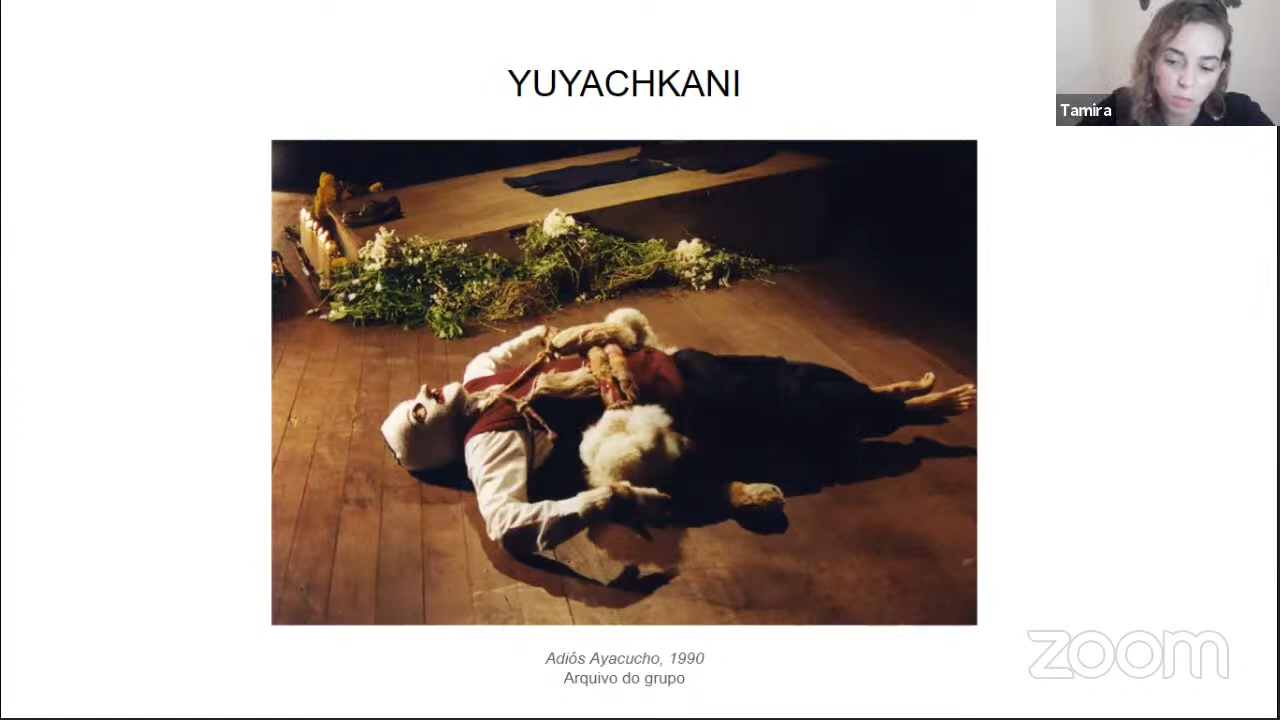 YUYACHKANI
Tamira
Adiós Ayacucho, 1990
Arquivo do grupo
zoom